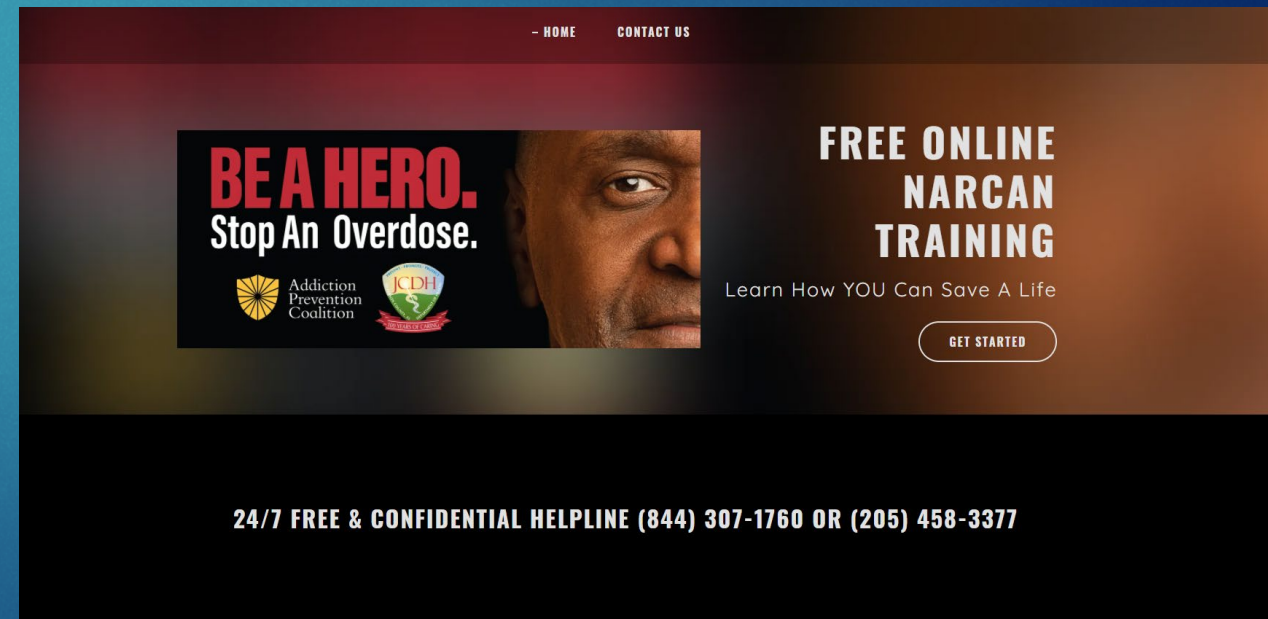 – HOME
CONTACT US
BE A HERO.
Stop An Overdose.
Addiction
Prevention
Coalition
JCDH
FREE ONLINE
NARCAN
TRAINING
Learn How YOU Can Save A Life
GET STARTED
24/7 FREE & CONFIDENTIAL HELPLINE (844) 307-1760 OR (205) 458-3377